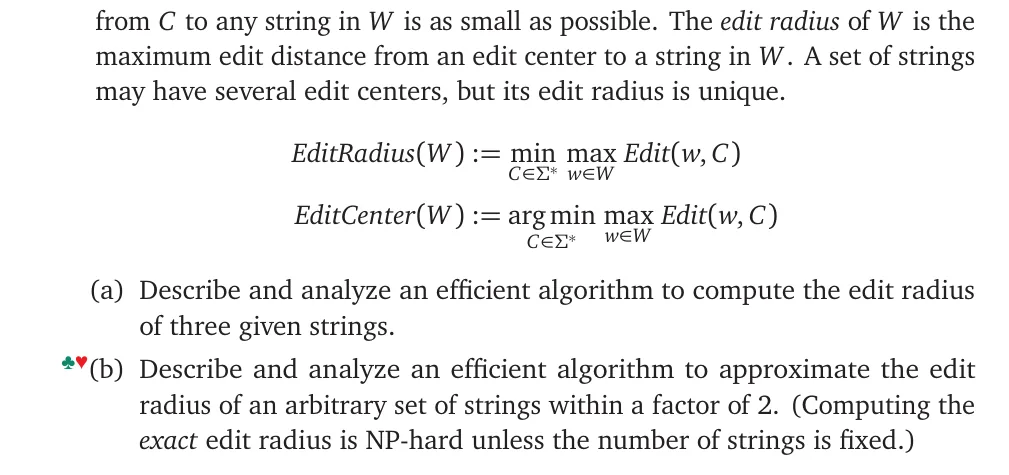 from C to any string in W is as small as possible. The edit radius of W is the
maximum edit distance from an edit center to a string in W. A set of strings
may have several edit centers, but its edit radius is unique.
EditRadius(W) := min max Edit(w, C)
C∈Σ* w∈W
EditCenter(W) := arg min max Edit(w, C)
C∈Σ* w∈W
(a) Describe and analyze an efficient algorithm to compute the edit radius
of three given strings.
♣♥(b) Describe and analyze an efficient algorithm to approximate the edit
radius of an arbitrary set of strings within a factor of 2. (Computing the
exact edit radius is NP-hard unless the number of strings is fixed.)